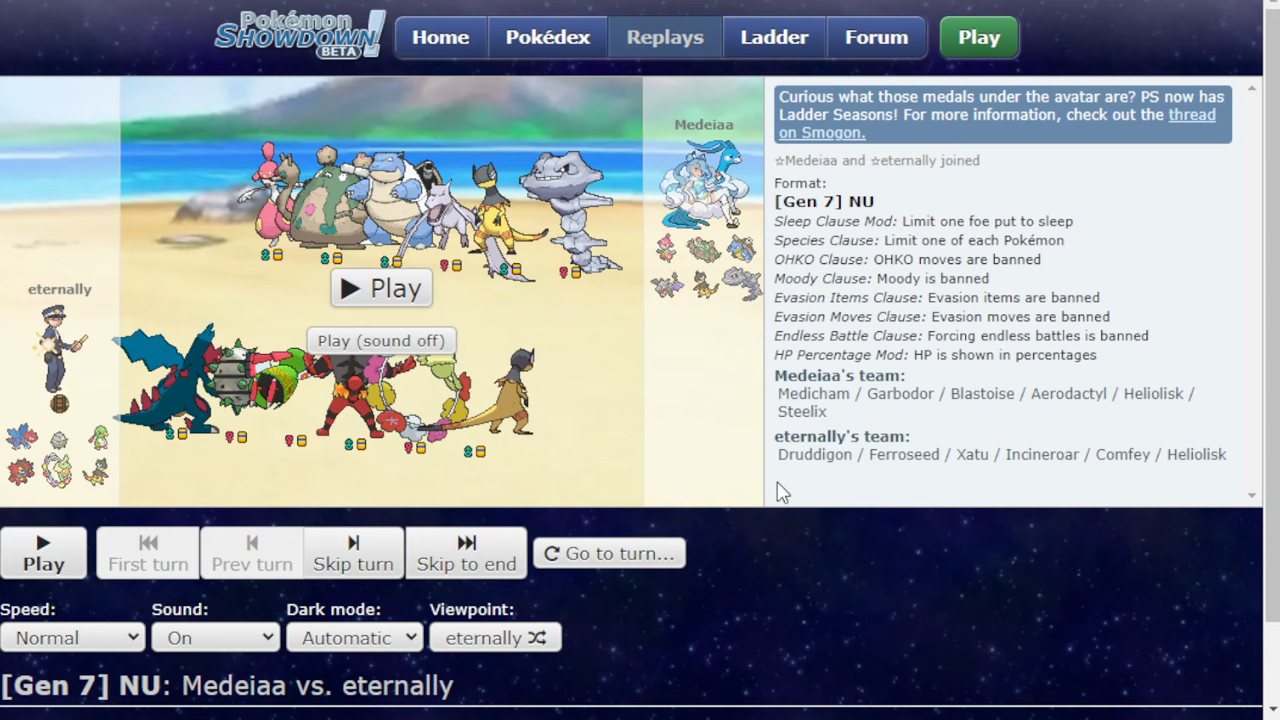 Pokémon
SHOWDOWN!
BETA
Home
Pokédex
Replays
Ladder
Forum
Play
Medeiaa
eternally
▶ Play
Play (sound off)
Curious what those medals under the avatar are? PS now has
Ladder Seasons! For more information, check out the thread
on Smogon.
☆Medeiaa and ☆eternally joined
Format:
[Gen 7] NU
Sleep Clause Mod: Limit one foe put to sleep
Species Clause: Limit one of each Pokémon
OHKO Clause: OHKO moves are banned
Moody Clause: Moody is banned
Evasion Items Clause: Evasion items are banned
Evasion Moves Clause: Evasion moves are banned
Endless Battle Clause: Forcing endless battles is banned
HP Percentage Mod: HP is shown in percentages
Medeiaa's team:
Medicham / Garbodor / Blastoise / Aerodactyl / Heliolisk /
Steelix
eternally's team:
Druddigon / Ferroseed / Xatu / Incineroar / Comfey / Heliolisk
Play
First turn
Prev turn
Skip turn
Skip to end
Go to turn...
Speed:
Normal
Sound:
On
Dark mode:
Automatic
Viewpoint:
eternally
[Gen 7] NU: Medeiaa vs. eternally